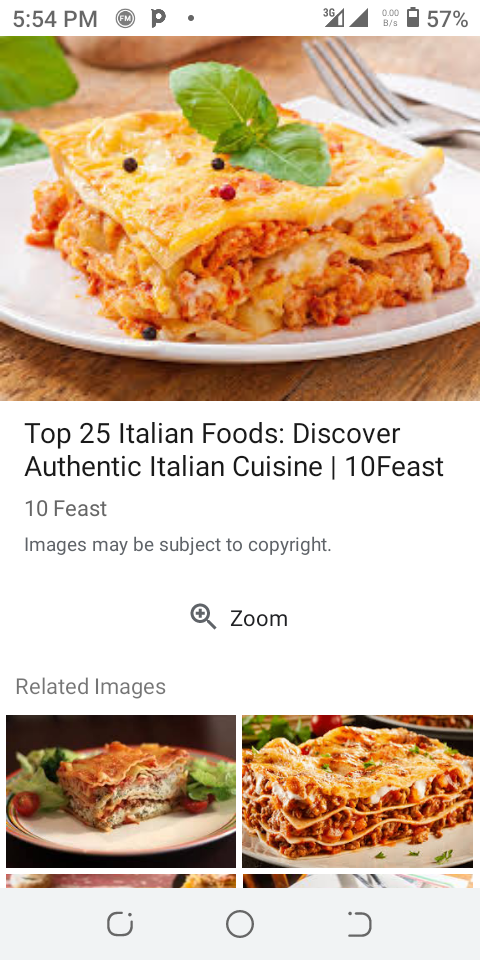 5:54 PM FM 3G 0.00 B/s 57%
Top 25 Italian Foods: Discover
Authentic Italian Cuisine | 10Feast
10 Feast
Images may be subject to copyright.
Zoom
Related Images